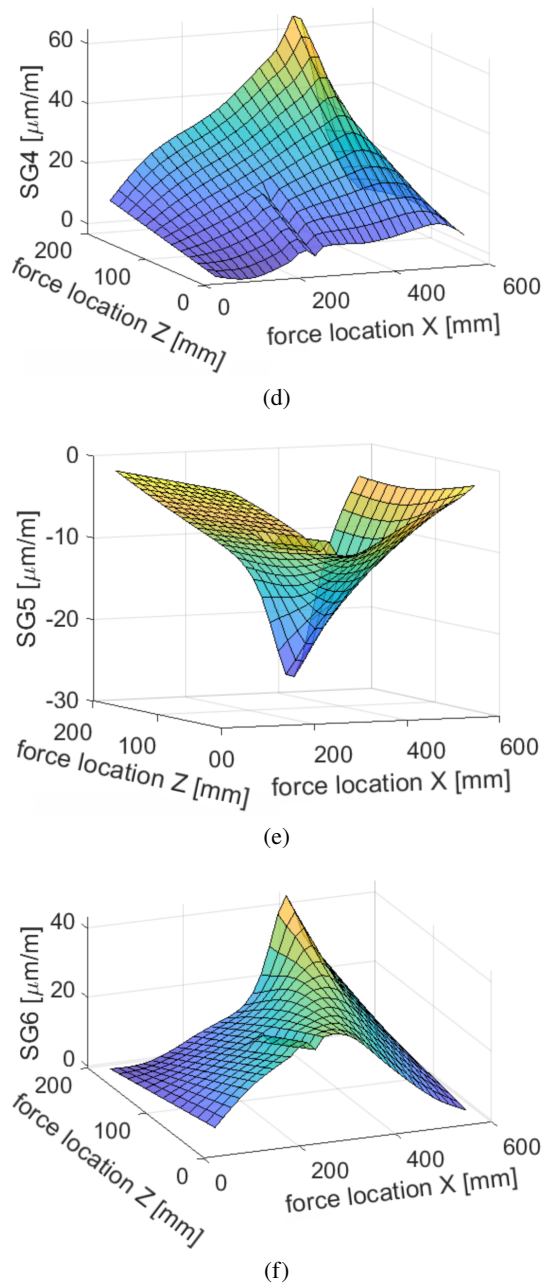 60
40
20
0
SG4 [μm/m]
200
100
0
force location Z [mm]
0
200
400
600
force location X [mm]
(d)
0
-10
-20
-30
SG5 [μm/m]
200
100
00
force location Z [mm]
200
400
600
force location X [mm]
(e)
40
20
0
SG6 [μm/m]
200
100
0
force location Z [mm]
0
200
400
600
force location X [mm]
(f)